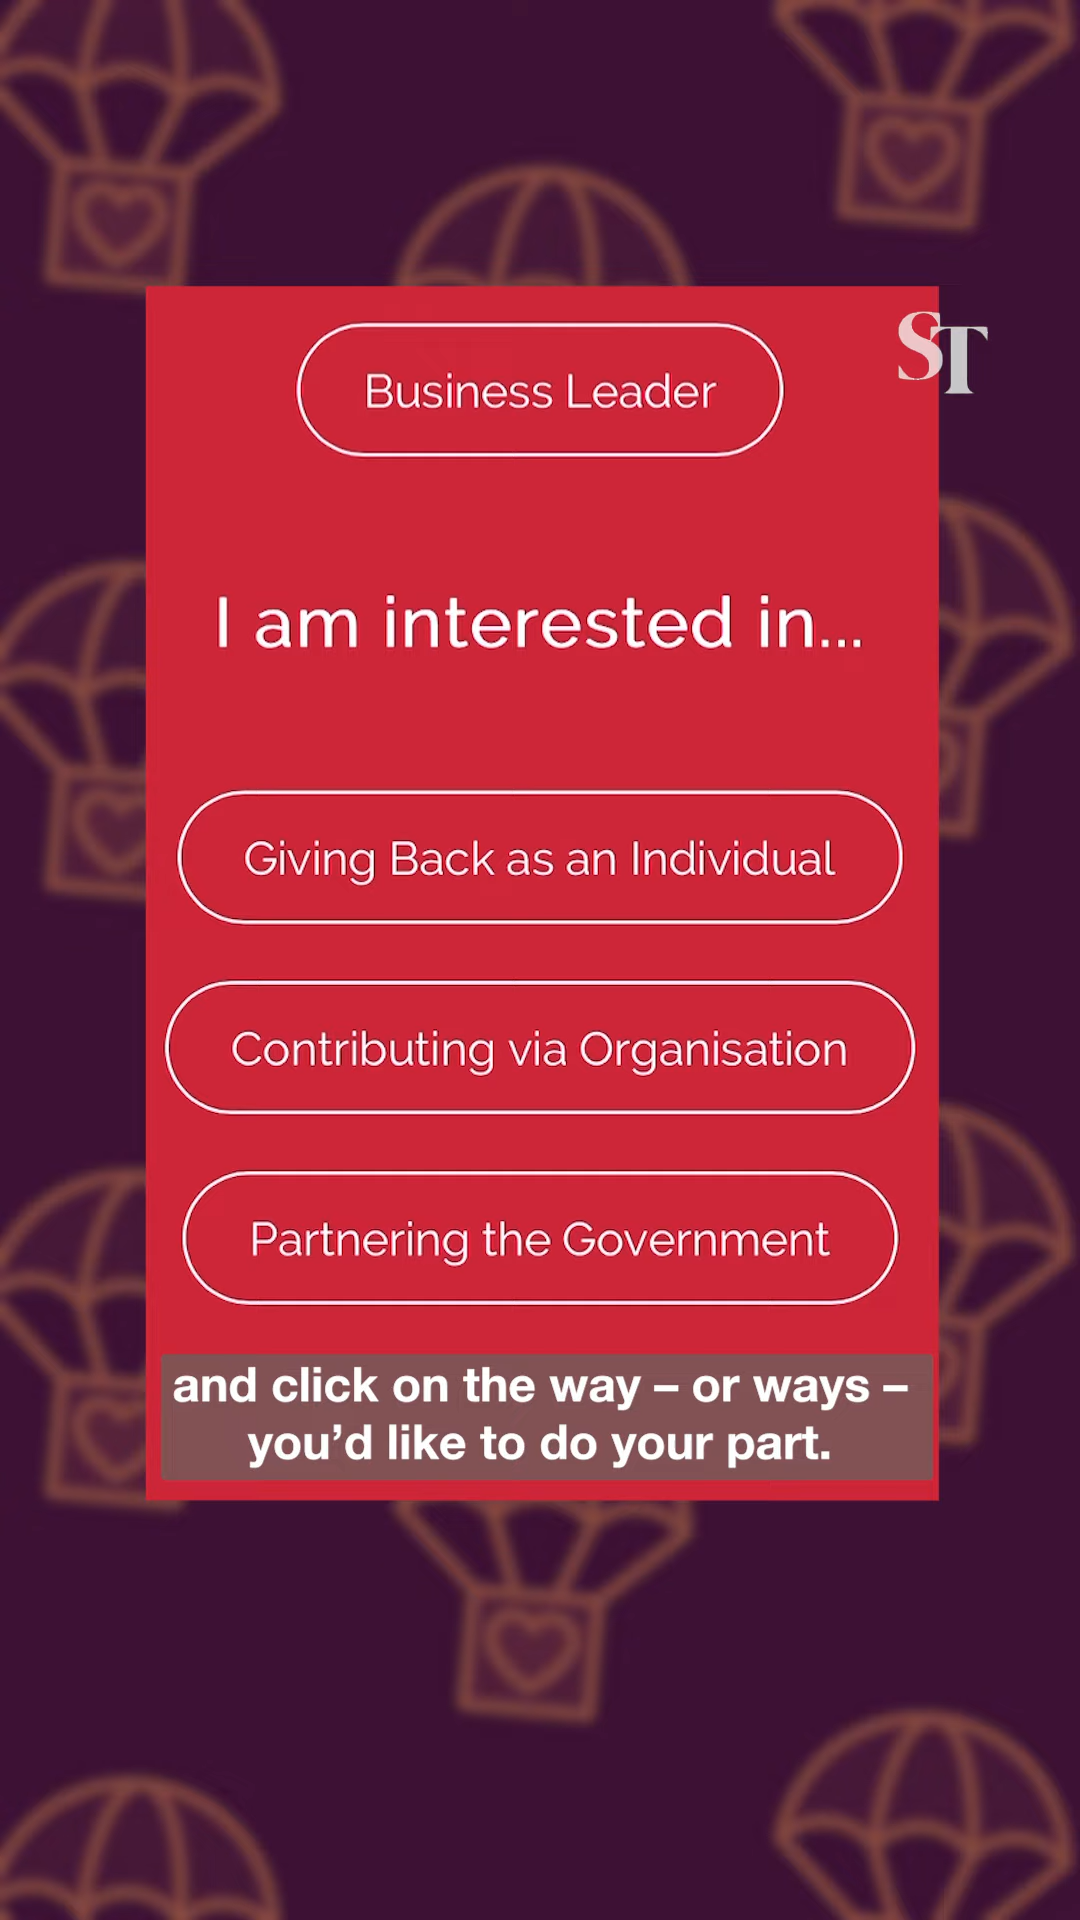 ST
Business Leader
I am interested in...
Giving Back as an Individual
Contributing via Organisation
Partnering the Government
and click on the way – or ways –
you’d like to do your part.